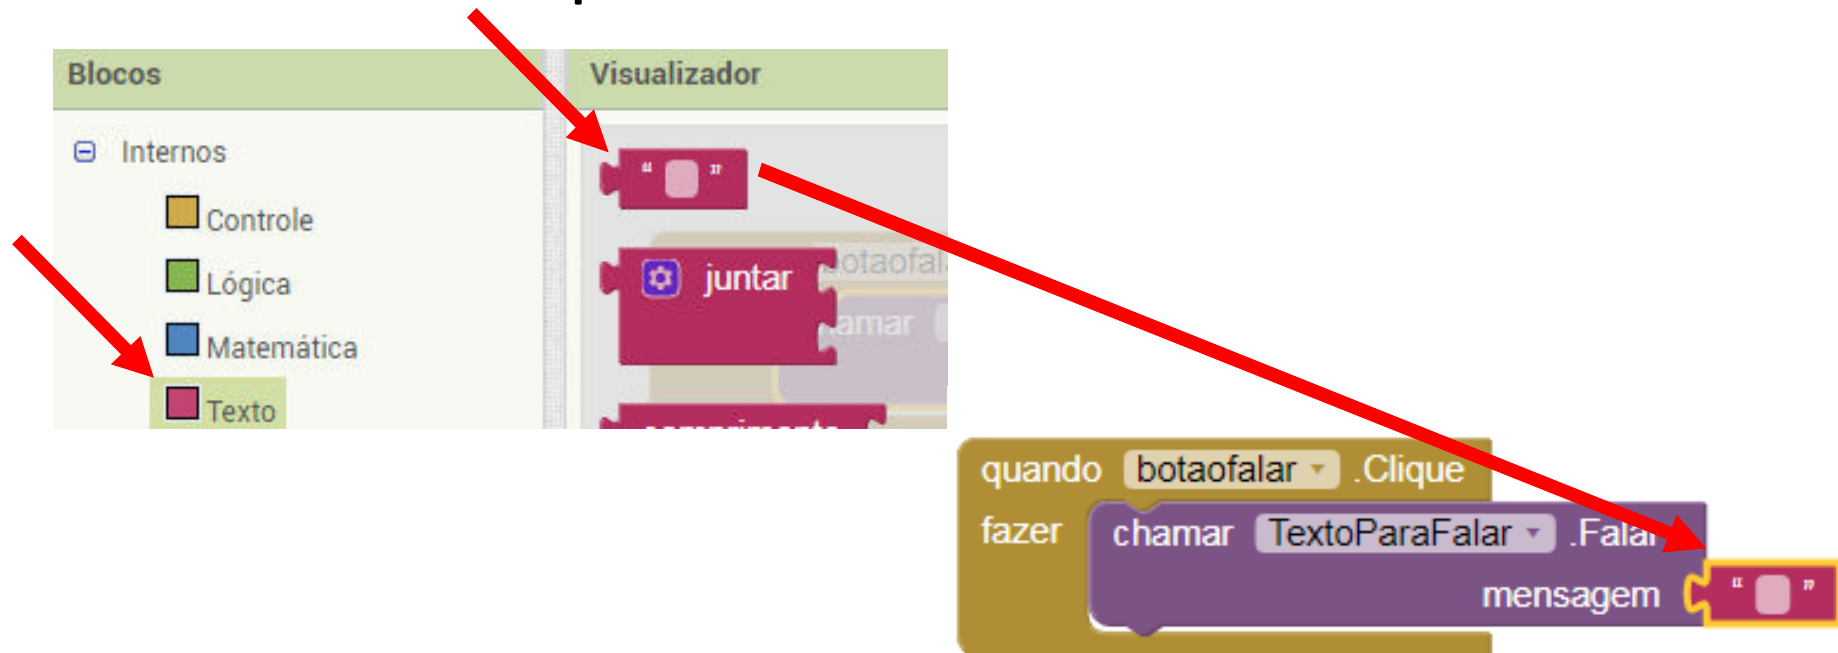 Blocos
Visualizador
Internos
Controle
Lógica
Matemática
Texto
“ ”
juntar
quando botaofalar .Clique
fazer chamar TextoParaFalar .Falar
mensagem “ ”